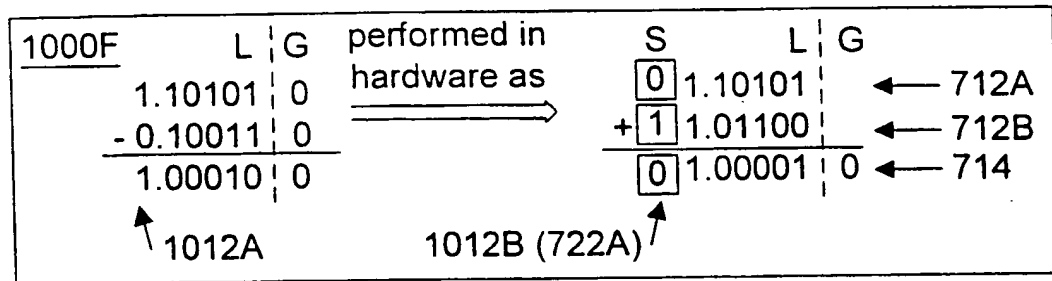 1000F L G performed in S L G
hardware as
1.10101 0 0 1.10101 712A
- 0.10011 0 + 1 1.01100 712B
1.00010 0 0 1.00001 0 714
1012A 1012B (722A)